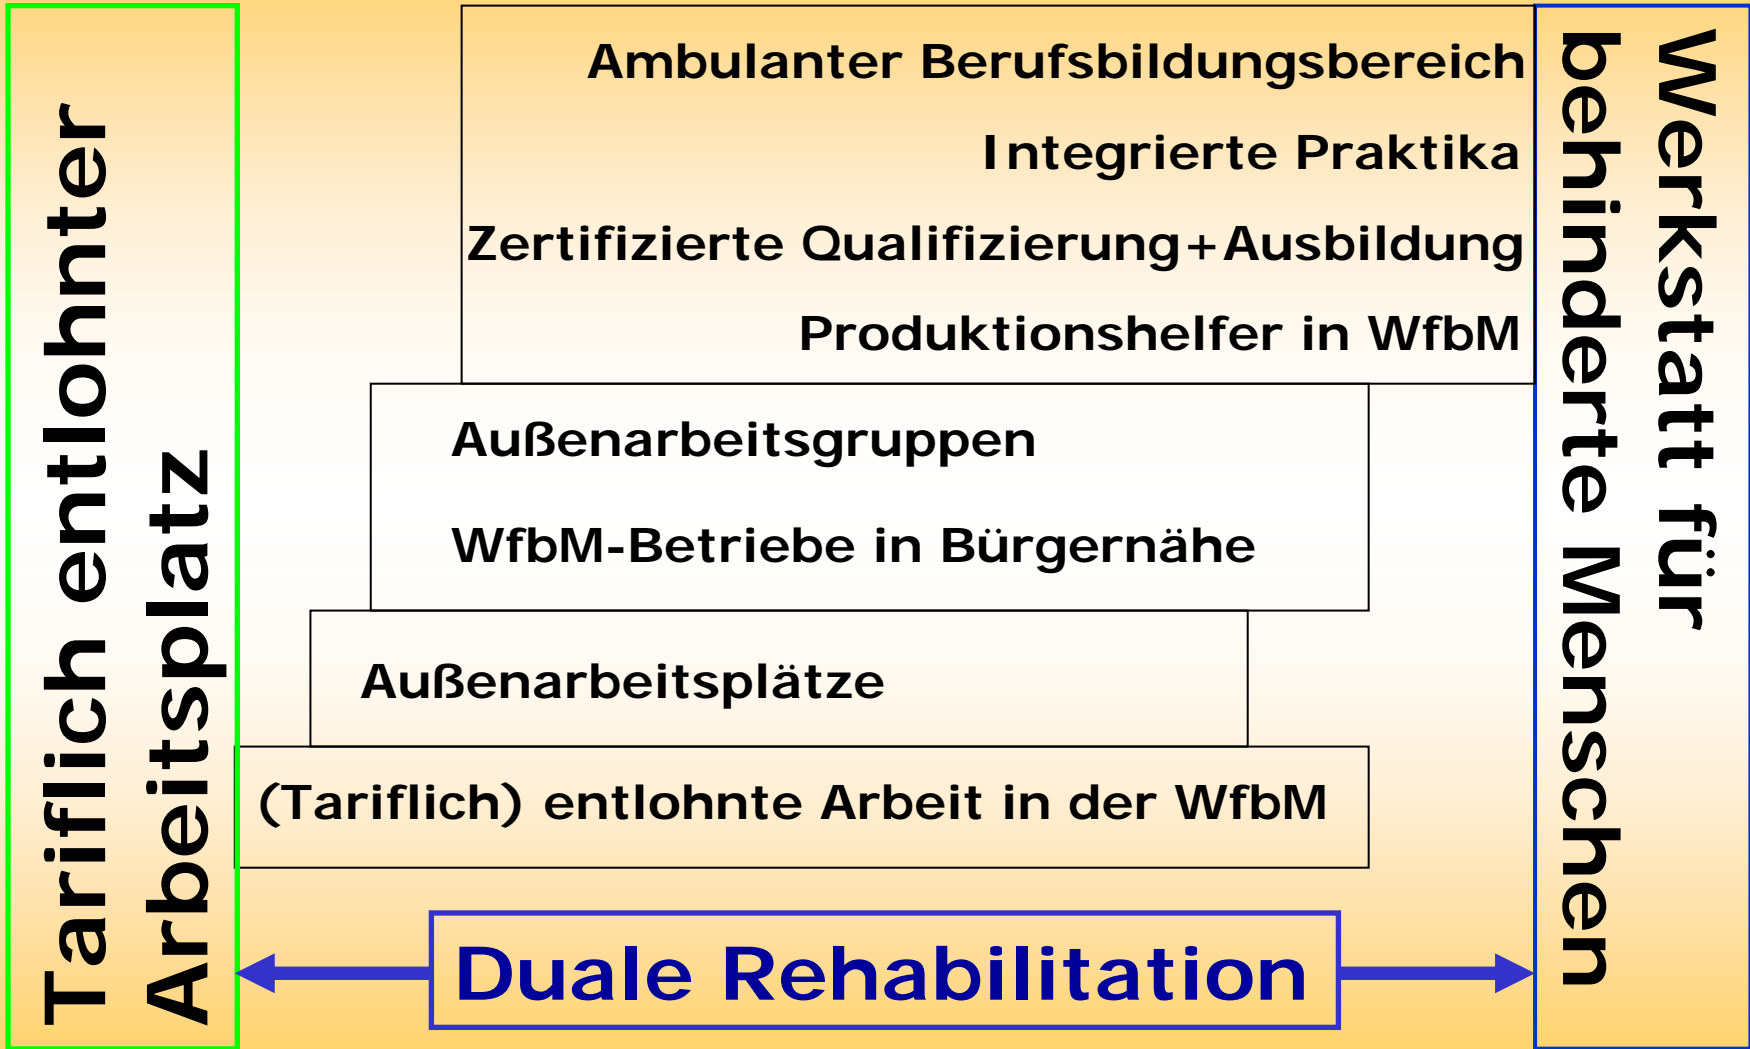 Tariflich entlohnter
Arbeitsplatz
Ambulanter Berufsbildungsbereich
Integrierte Praktika
Zertifizierte Qualifizierung+Ausbildung
Produktionshelfer in WfbM
Außenarbeitsgruppen
WfbM-Betriebe in Bürgernähe
Außenarbeitsplätze
(Tariflich) entlohnte Arbeit in der WfbM
Duale Rehabilitation
Werkstatt für
behinderte Menschen